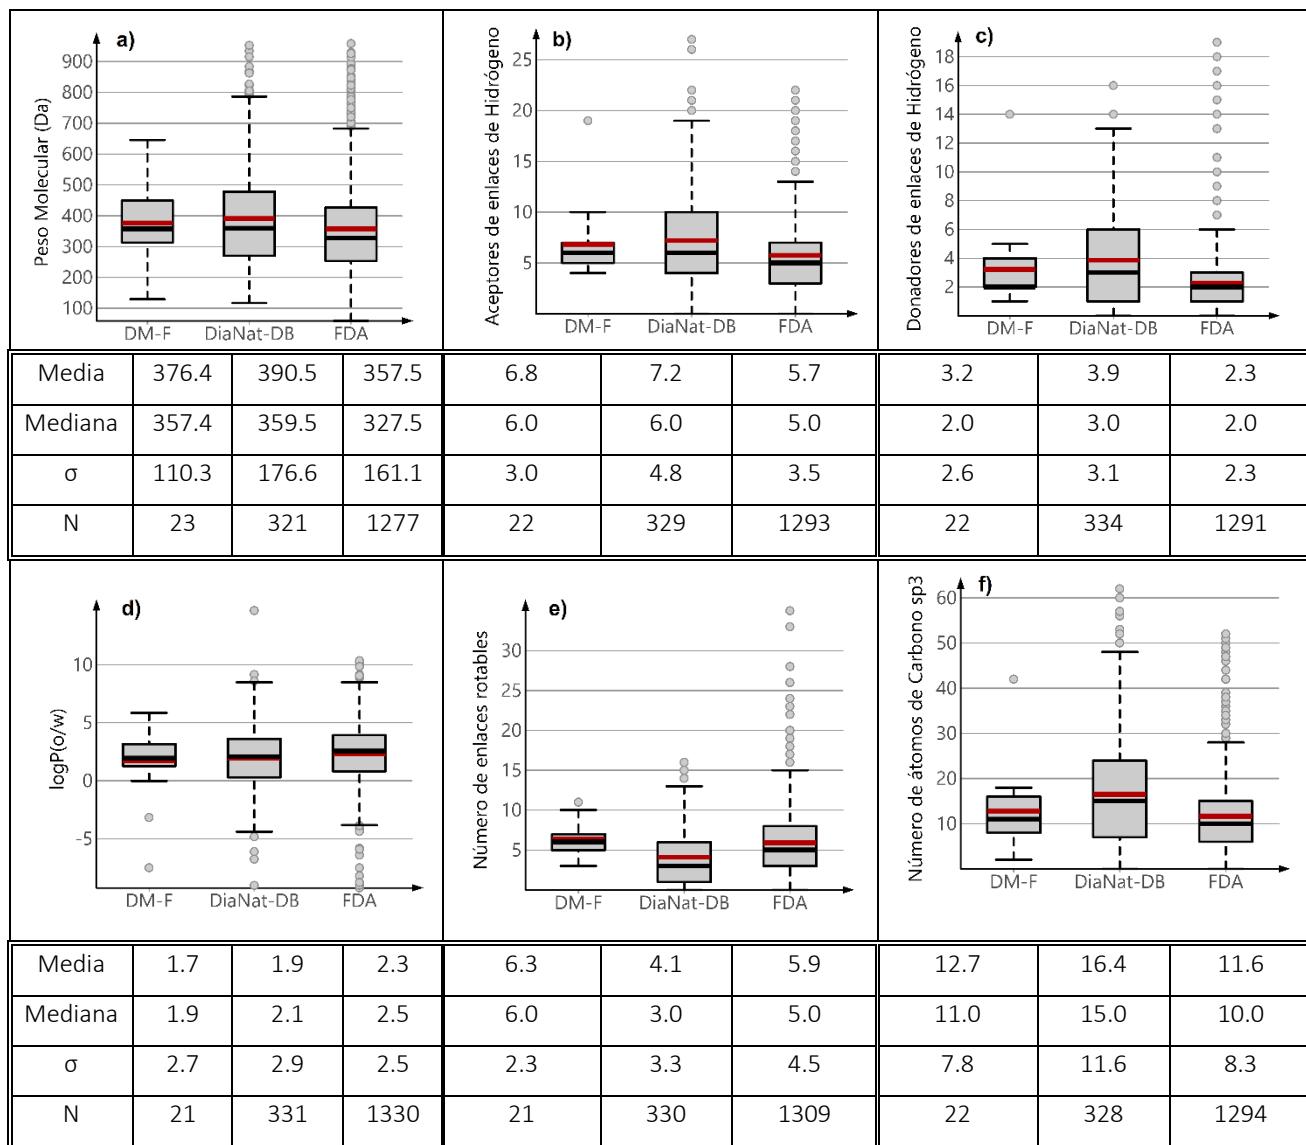 a)
Peso Molecular (Da)
900
800
700
600
500
400
300
200
100
DM-F DiaNat-DB FDA
b)
Aceptores de enlaces de Hidrógeno
25
20
15
10
5
DM-F DiaNat-DB FDA
c)
Donadores de enlaces de Hidrógeno
18
16
14
12
10
8
6
4
2
DM-F DiaNat-DB FDA
Media 376.4 390.5 357.5 6.8 7.2 5.7 3.2 3.9 2.3
Mediana 357.4 359.5 327.5 6.0 6.0 5.0 2.0 3.0 2.0
σ 110.3 176.6 161.1 3.0 4.8 3.5 2.6 3.1 2.3
N 23 321 1277 22 329 1293 22 334 1291
d)
logP(o/w)
10
5
0
−5
DM-F DiaNat-DB FDA
e)
Número de enlaces rotables
30
25
20
15
10
5
DM-F DiaNat-DB FDA
f)
Número de átomos de Carbono sp3
60
50
40
30
20
10
DM-F DiaNat-DB FDA
Media 1.7 1.9 2.3 6.3 4.1 5.9 12.7 16.4 11.6
Mediana 1.9 2.1 2.5 6.0 3.0 5.0 11.0 15.0 10.0
σ 2.7 2.9 2.5 2.3 3.3 4.5 7.8 11.6 8.3
N 21 331 1330 21 330 1309 22 328 1294